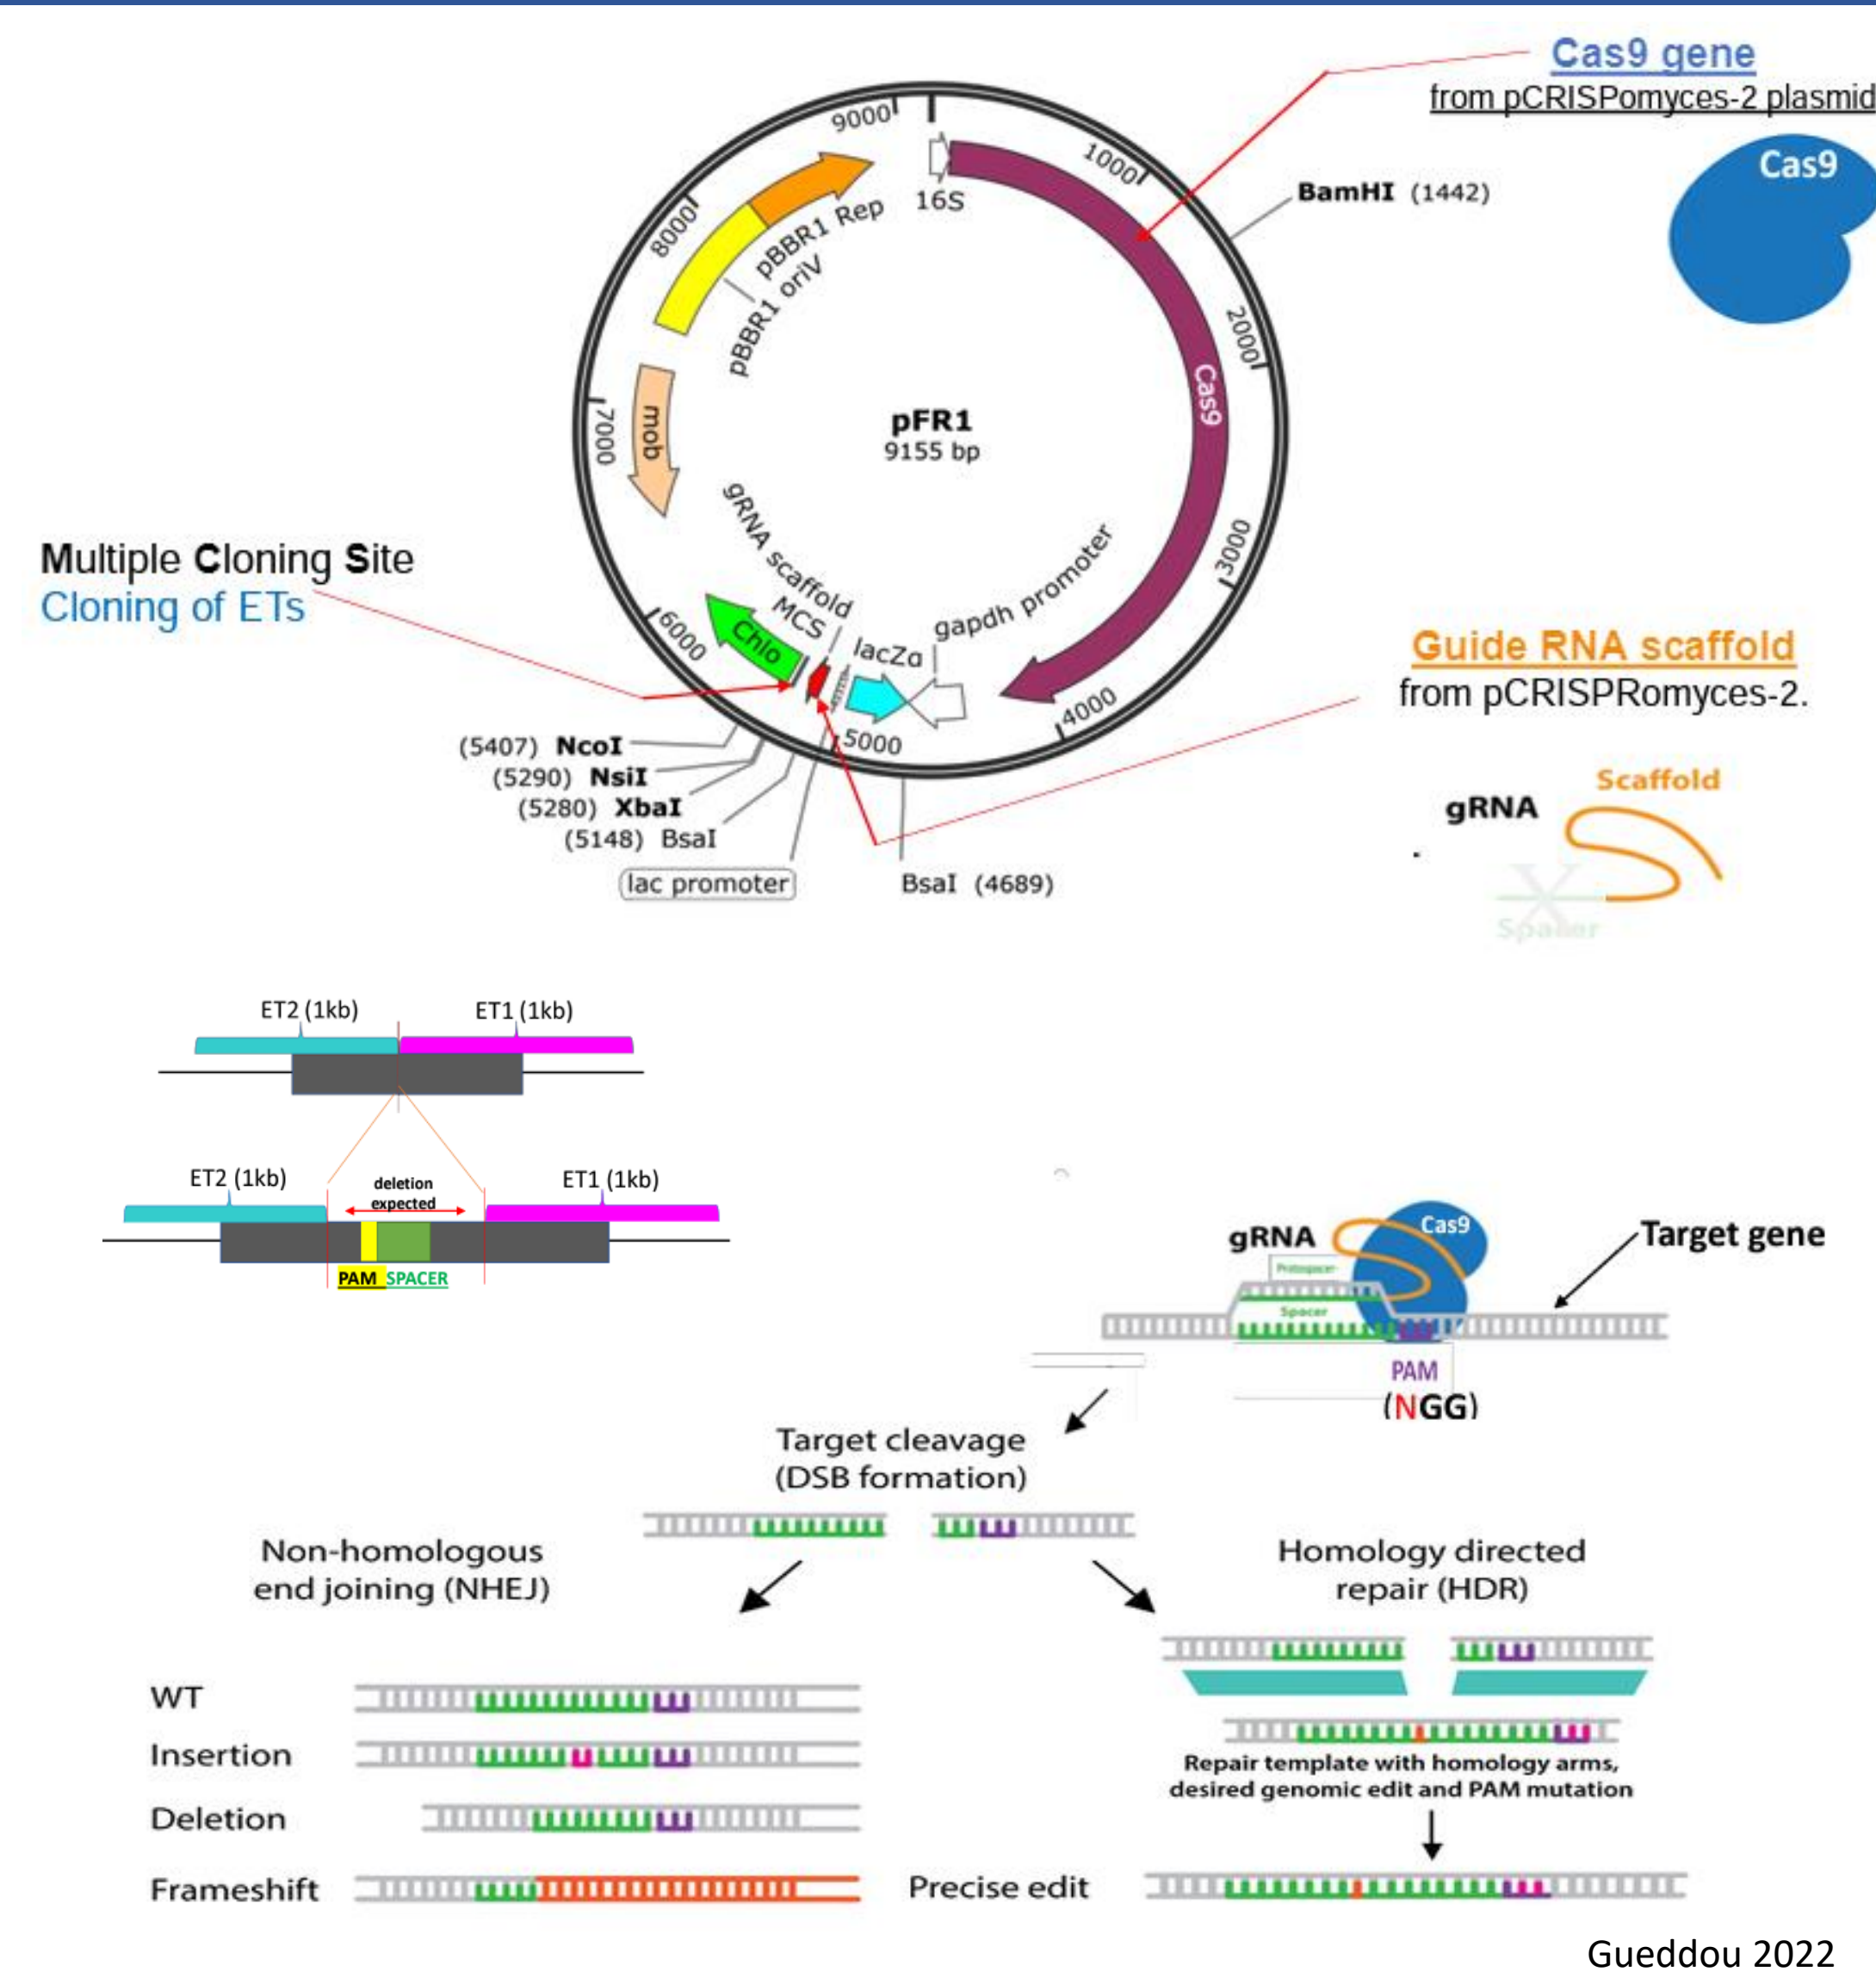 Cas9 gene
from pCRISPomyces-2 plasmid
Cas9
9000
1000
16S
BamHI (1442)
8000
pBBR1 Rep
pBBR1 oriV
2000
Cas9
7000
mob
pFR1
9155 bp
3000
gRNA scaffold
MCS
lacZα
gapdh promoter
Multiple Cloning Site
Cloning of ETs
6000
Chlo
4000
5000
Guide RNA scaffold
from pCRISPRomyces-2.
(5407) NcoI
(5290) NsiI
(5280) XbaI
(5148) BsaI
lac promoter
BsaI (4689)
Scaffold
gRNA
X
Spacer
ET2 (1kb)
ET1 (1kb)
ET2 (1kb)
deletion
expected
ET1 (1kb)
PAM SPACER
gRNA
Cas9
Target gene
Protospacer
Spacer
PAM
(NGG)
Target cleavage
(DSB formation)
Non-homologous
end joining (NHEJ)
Homology directed
repair (HDR)
WT
Insertion
Deletion
Frameshift
Repair template with homology arms,
desired genomic edit and PAM mutation
Precise edit
Gueddou 2022